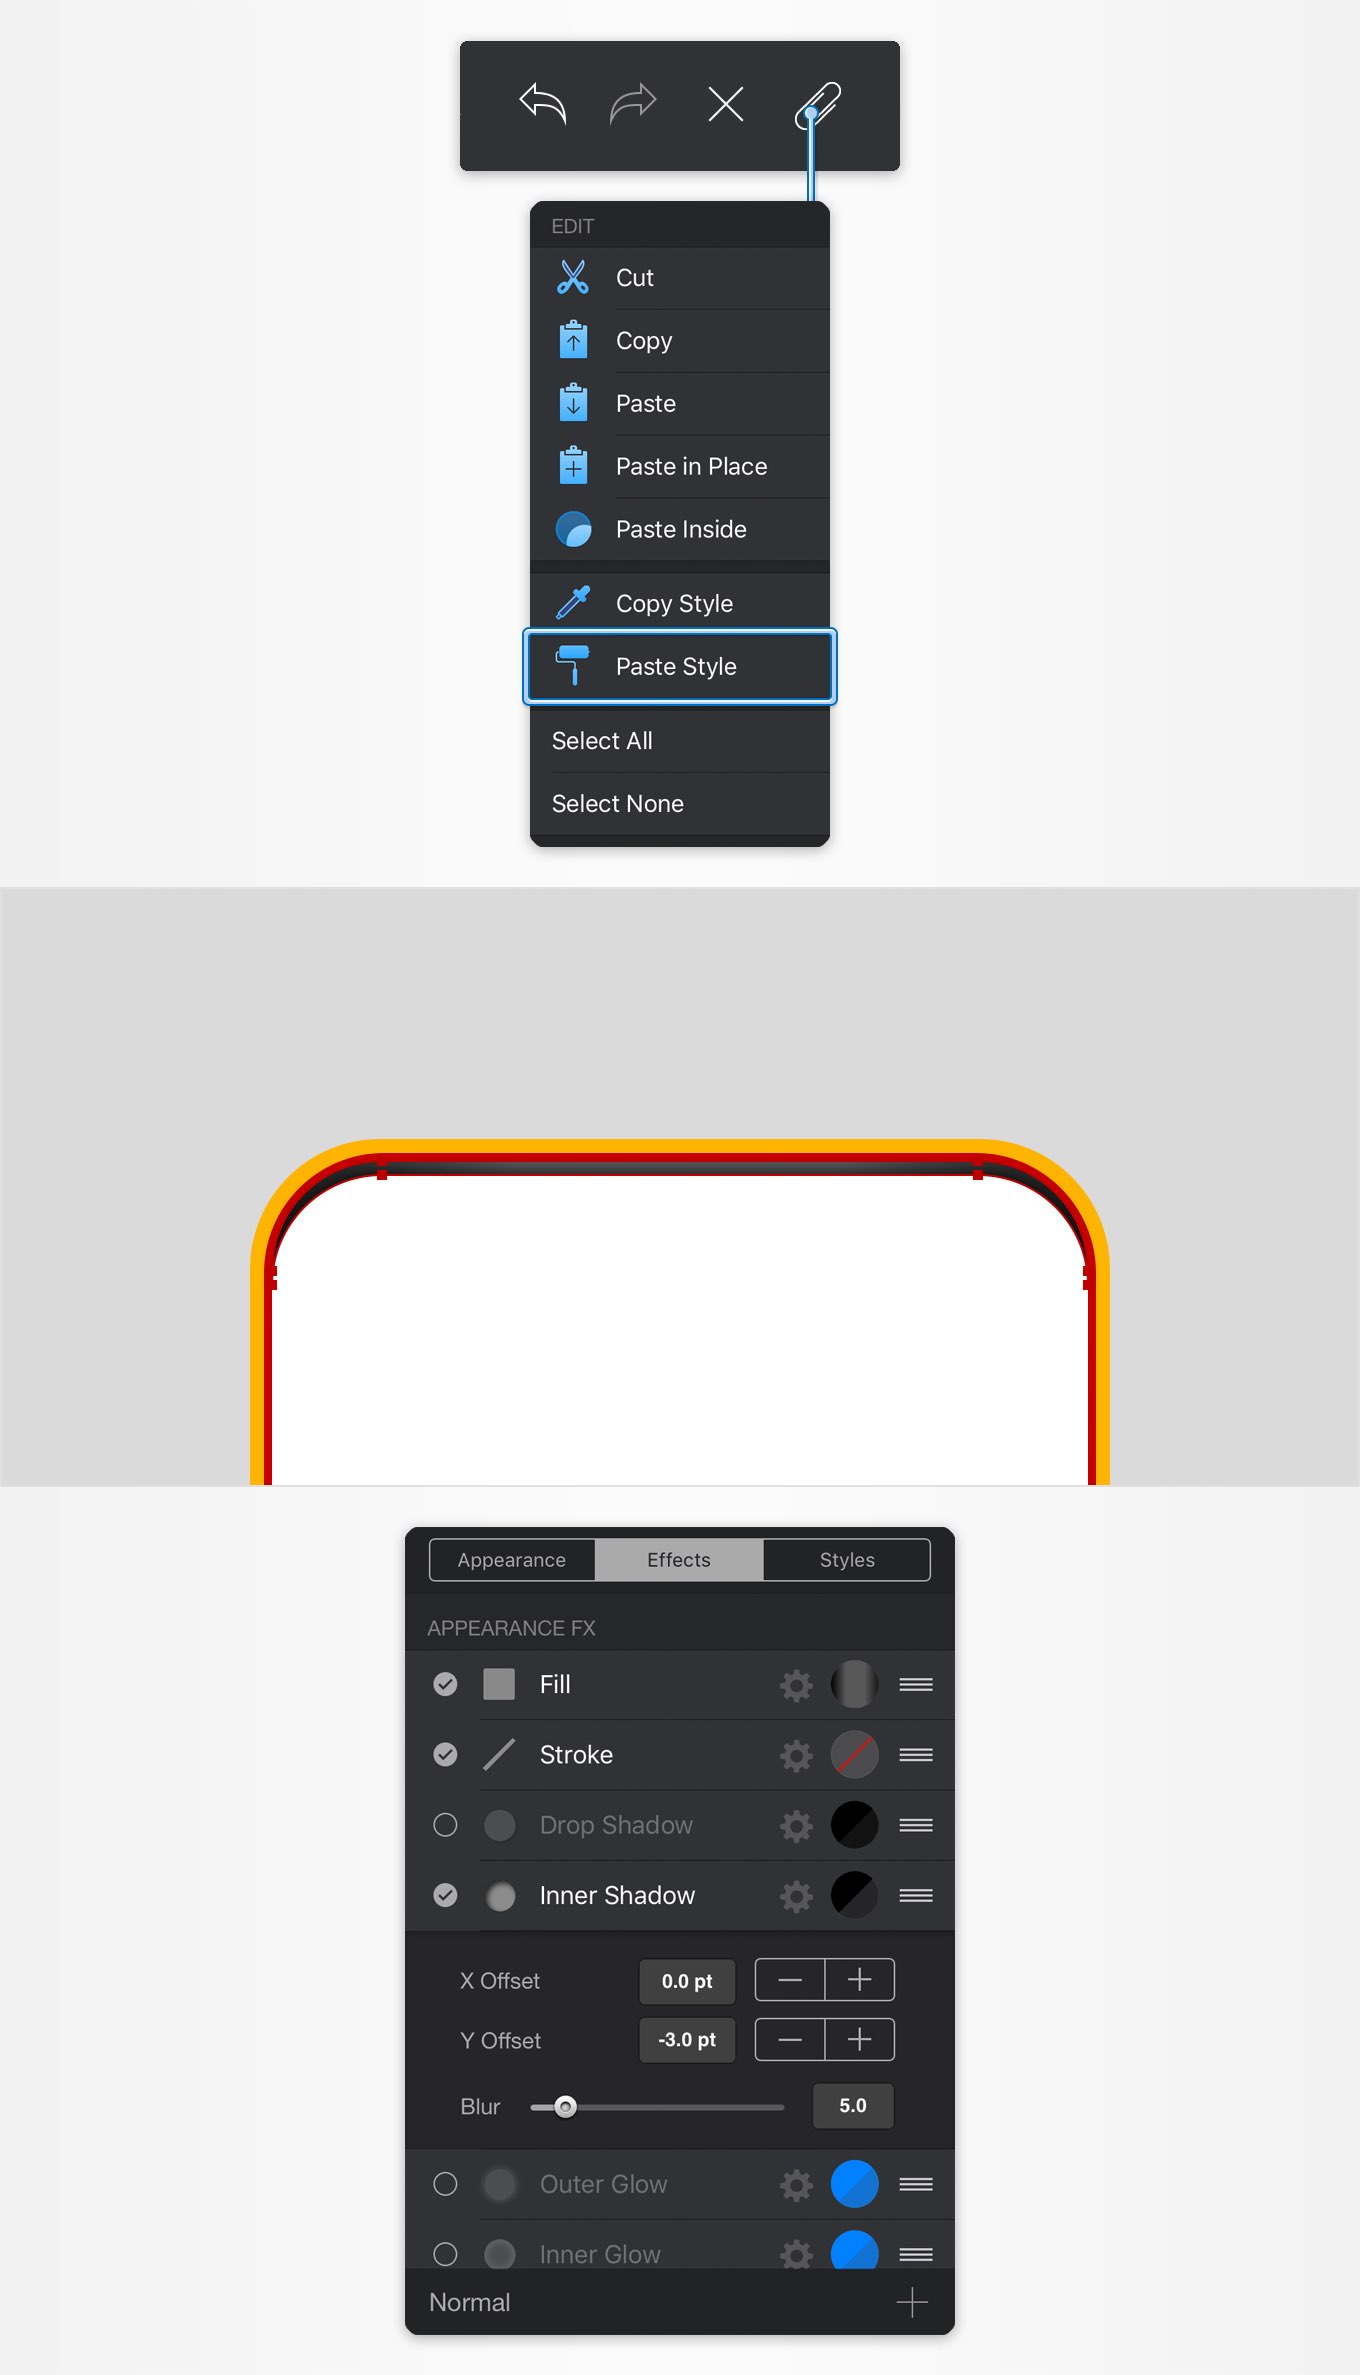 EDIT
Cut
Copy
Paste
Paste in Place
Paste Inside
Copy Style
Paste Style
Select All
Select None
Appearance Effects Styles
APPEARANCE FX
Fill
Stroke
Drop Shadow
Inner Shadow
X Offset 0.0 pt
Y Offset -3.0 pt
Blur 5.0
Outer Glow
Inner Glow
Normal